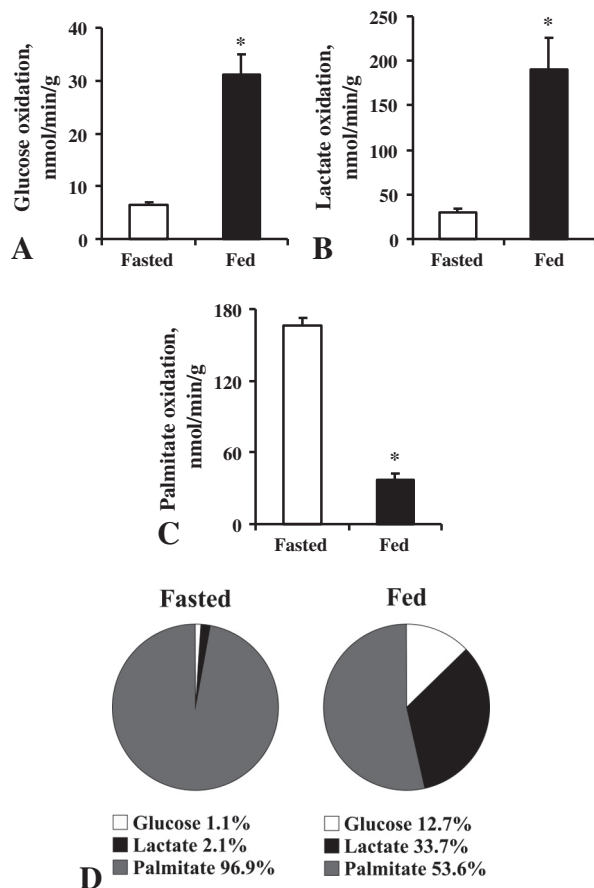 Glucose oxidation,
nmol/min/g
40
30
20
10
0
*
Fasted Fed
A
Lactate oxidation,
nmol/min/g
250
200
150
100
50
0
*
Fasted Fed
B
Palmitate oxidation,
nmol/min/g
180
120
60
0
*
Fasted Fed
C
Fasted
Glucose 1.1%
Lactate 2.1%
Palmitate 96.9%
Fed
Glucose 12.7%
Lactate 33.7%
Palmitate 53.6%
D